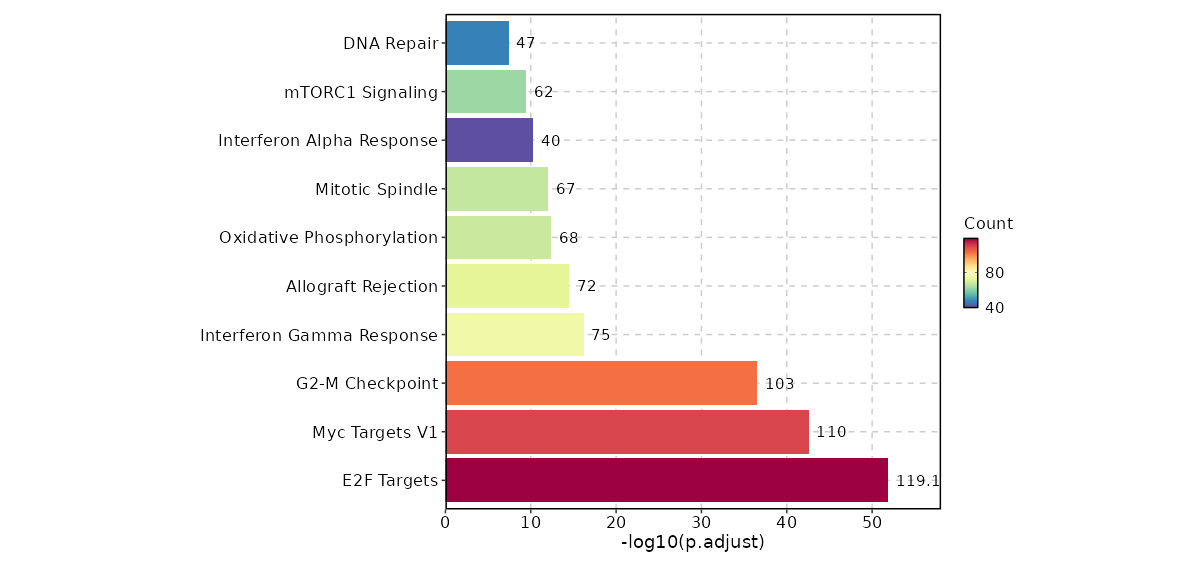 DNA Repair 47
mTORC1 Signaling 62
Interferon Alpha Response 40
Mitotic Spindle 67
Oxidative Phosphorylation 68
Allograft Rejection 72
Interferon Gamma Response 75
G2-M Checkpoint 103
Myc Targets V1 110
E2F Targets 119.1
0 10 20 30 40 50
-log10(p.adjust)
Count
80
40